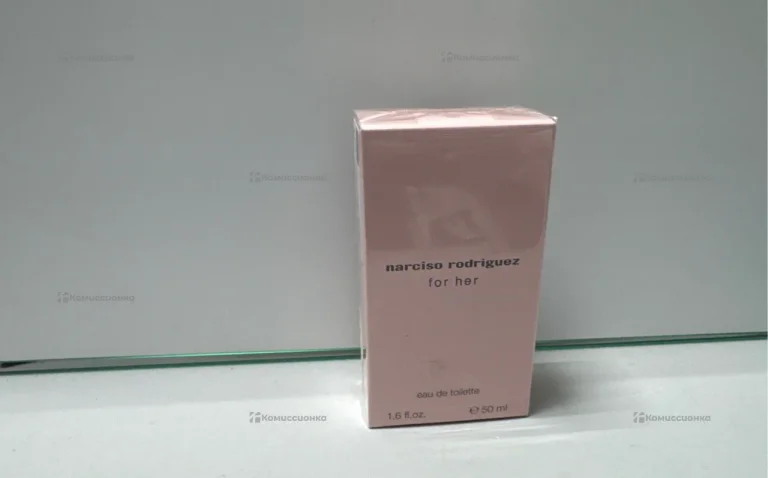 Комиссионка
Комиссионка
Комиссионка
Комиссионка
narciso rodriguez
for her
Комиссионка
eau de toilette
1.6 fl.oz. ℮ 50 ml
Комиссионка
Комиссионка